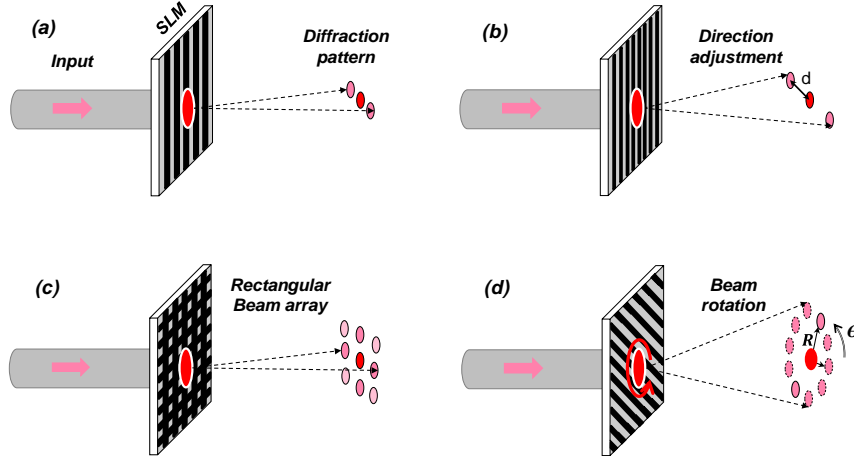 (a)
SLM
Input
Diffraction
pattern
(b)
Direction
adjustment
d
(c)
Rectangular
Beam array
(d)
Beam
rotation
R